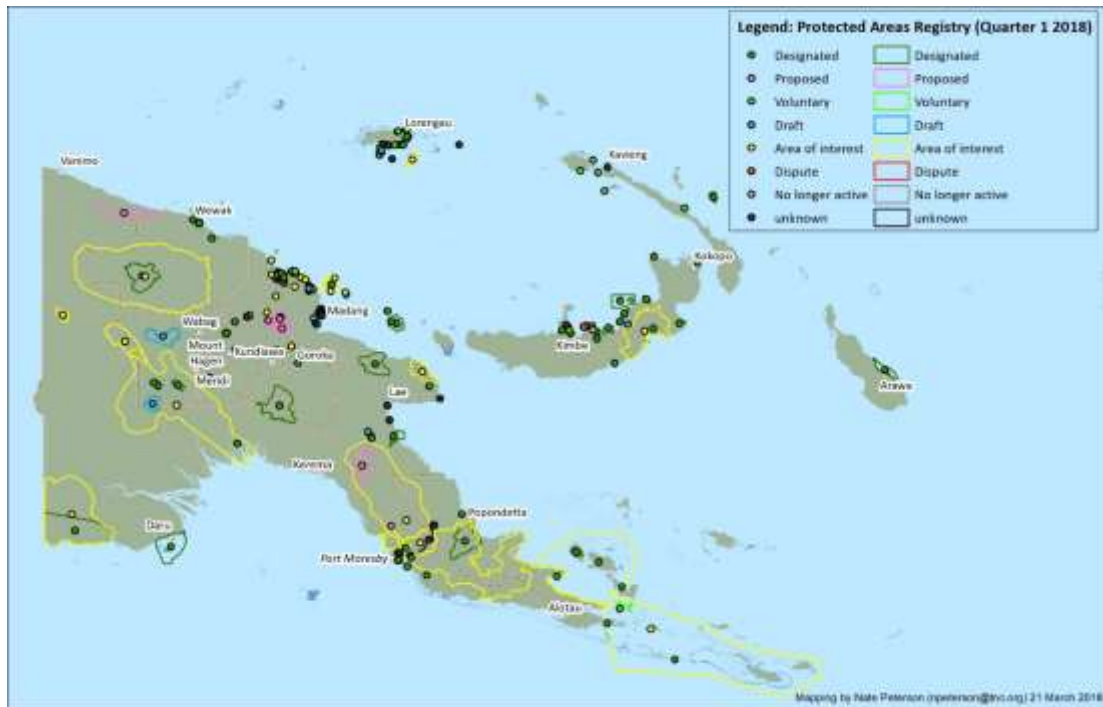 Legend: Protected Areas Registry (Quarter 1 2018)
Designated Designated
Proposed Proposed
Voluntary Voluntary
Draft Draft
Area of interest Area of interest
Dispute Dispute
No longer active No longer active
unknown unknown
Lorengau
Kavieng
Vanimo
Wewak
Kokopo
Madang
Wabag
Mount
Hagen
Kundiawa
Goroka
Mendi
Kimbe
Arawa
Lae
Kerema
Popondetta
Daru
Port Moresby
Alotau
Mapping by Nate Peterson (npeterson@tnc.org) 21 March 2018